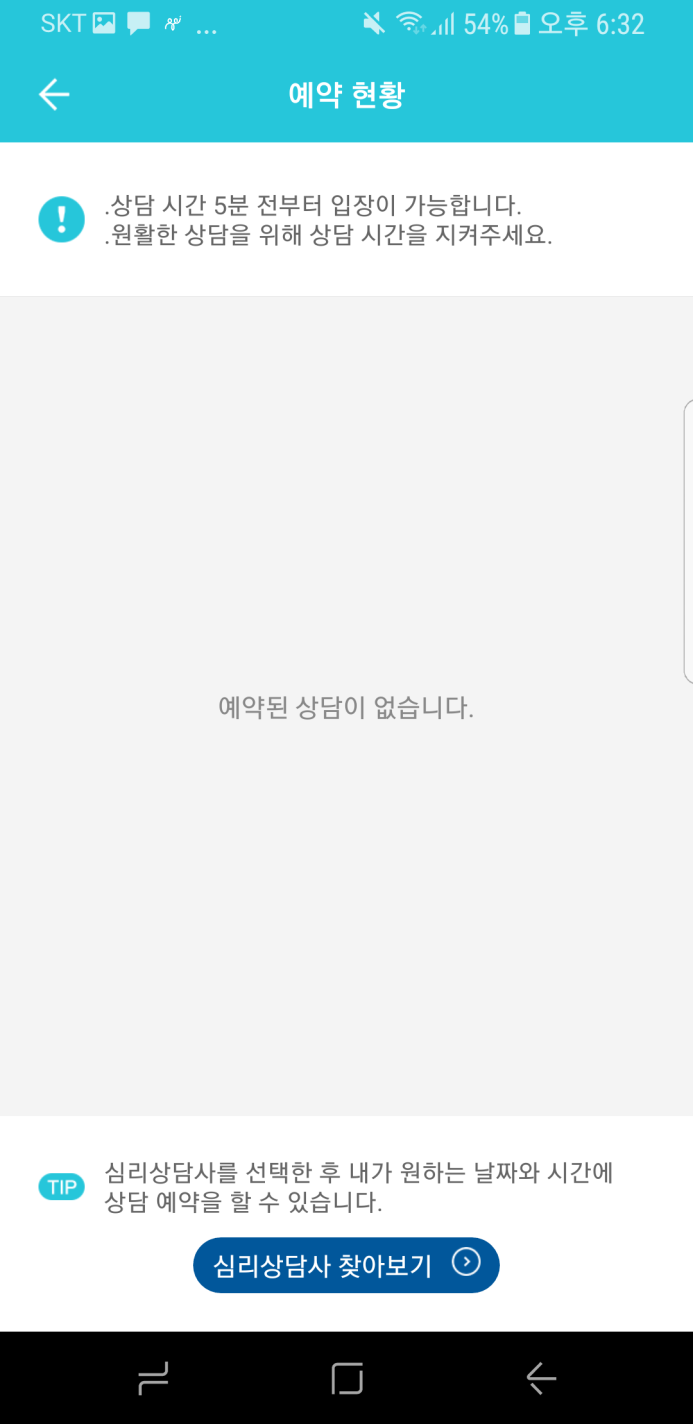 SKT ... 54% 오후 6:32
예약 현황
.상담 시간 5분 전부터 입장이 가능합니다.
.원활한 상담을 위해 상담 시간을 지켜주세요.
예약된 상담이 없습니다.
TIP 심리상담사를 선택한 후 내가 원하는 날짜와 시간에
상담 예약을 할 수 있습니다.
심리상담사 찾아보기